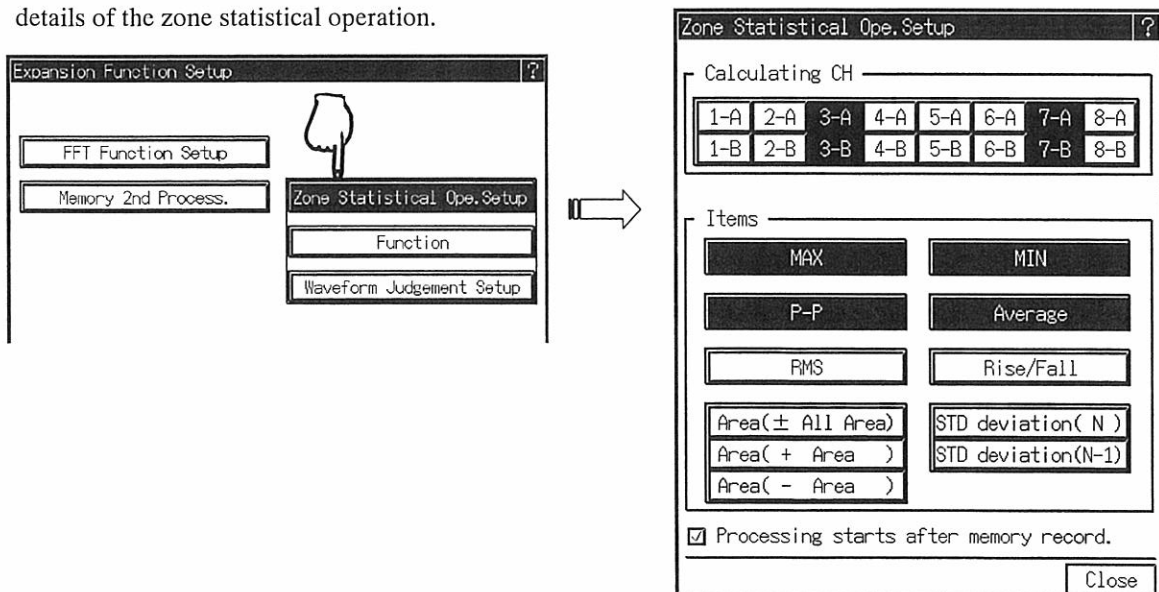 details of the zone statistical operation.
Expansion Function Setup ?
FFT Function Setup
Memory 2nd Process.
Zone Statistical Ope.Setup
Function
Waveform Judgement Setup
Zone Statistical Ope.Setup ?
Calculating CH
1-A 2-A 3-A 4-A 5-A 6-A 7-A 8-A
1-B 2-B 3-B 4-B 5-B 6-B 7-B 8-B
Items
MAX MIN
P-P Average
RMS Rise/Fall
Area(± All Area) STD deviation( N )
Area( + Area ) STD deviation(N-1)
Area( - Area )
☑ Processing starts after memory record.
Close